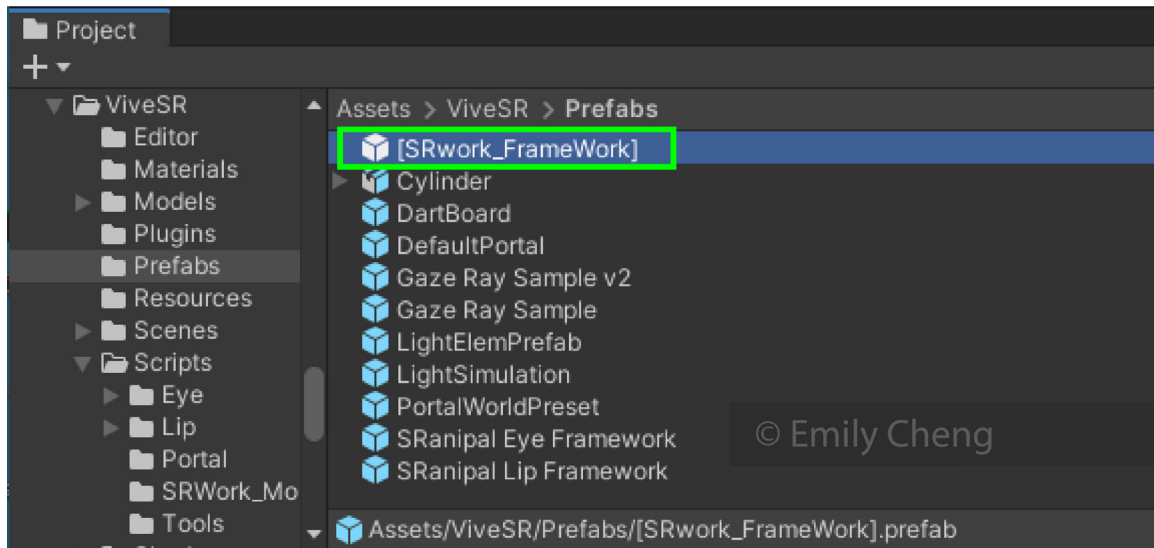 Project
ViveSR
Editor
Materials
Models
Plugins
Prefabs
Resources
Scenes
Scripts
Eye
Lip
Portal
SRWork_Mo
Tools
Assets > ViveSR > Prefabs
[SRwork_FrameWork]
Cylinder
DartBoard
DefaultPortal
Gaze Ray Sample v2
Gaze Ray Sample
LightElemPrefab
LightSimulation
PortalWorldPreset
SRanipal Eye Framework
SRanipal Lip Framework
© Emily Cheng
Assets/ViveSR/Prefabs/[SRwork_FrameWork].prefab